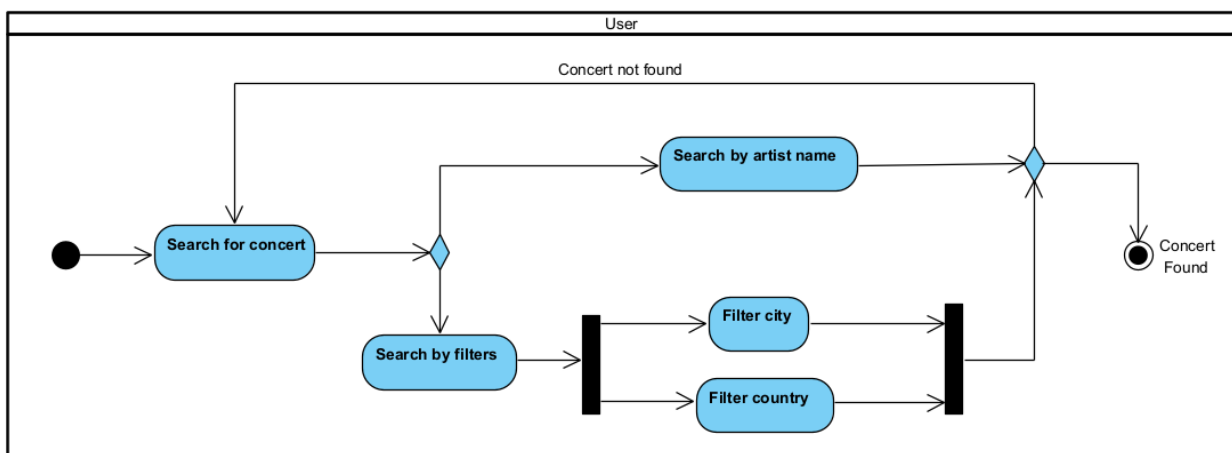 User
Concert not found
Search by artist name
Search for concert
Concert
Found
Filter city
Search by filters
Filter country